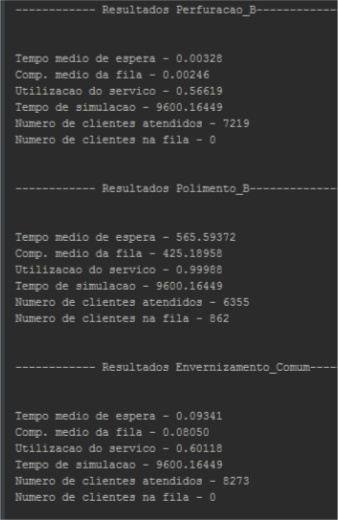 ------------ Resultados Perfuracao_B-------------
Tempo medio de espera - 0.00328
Comp. medio da fila - 0.00246
Utilizacao do servico - 0.56619
Tempo de simulacao - 9600.16449
Numero de clientes atendidos - 7219
Numero de clientes na fila - 0
------------ Resultados Polimento_B-------------
Tempo medio de espera - 565.59372
Comp. medio da fila - 425.18958
Utilizacao do servico - 0.99988
Tempo de simulacao - 9600.16449
Numero de clientes atendidos - 6355
Numero de clientes na fila - 862
------------ Resultados Envernizamento_Comum----
Tempo medio de espera - 0.09341
Comp. medio da fila - 0.08050
Utilizacao do servico - 0.60118
Tempo de simulacao - 9600.16449
Numero de clientes atendidos - 8273
Numero de clientes na fila - 0